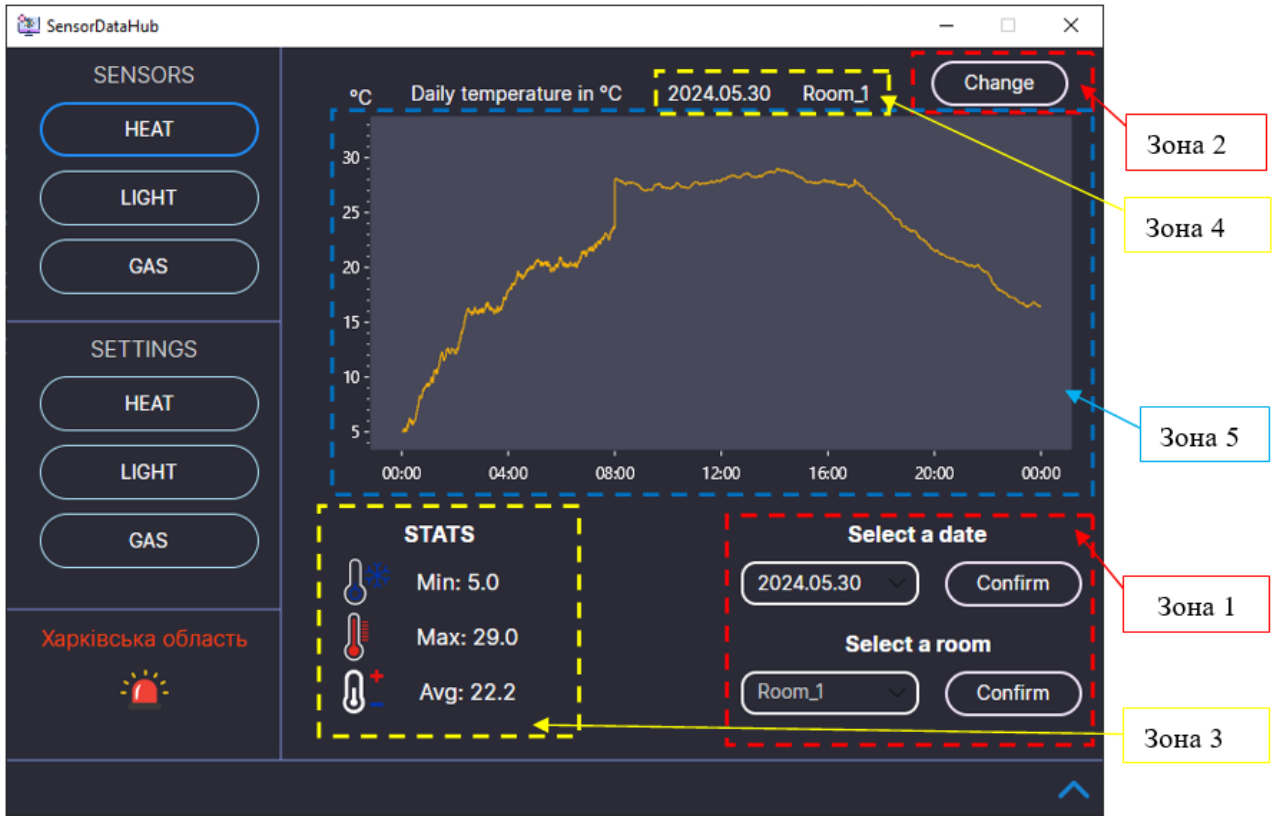 SensorDataHub
SENSORS
HEAT
LIGHT
GAS
SETTINGS
HEAT
LIGHT
GAS
Харківська область
°C Daily temperature in °C 2024.05.30 Room_1
Change
30
25
20
15
10
5
00:00 04:00 08:00 12:00 16:00 20:00 00:00
STATS
Min: 5.0
Max: 29.0
Avg: 22.2
Select a date
2024.05.30 Confirm
Select a room
Room_1 Confirm
Зона 2
Зона 4
Зона 5
Зона 1
Зона 3